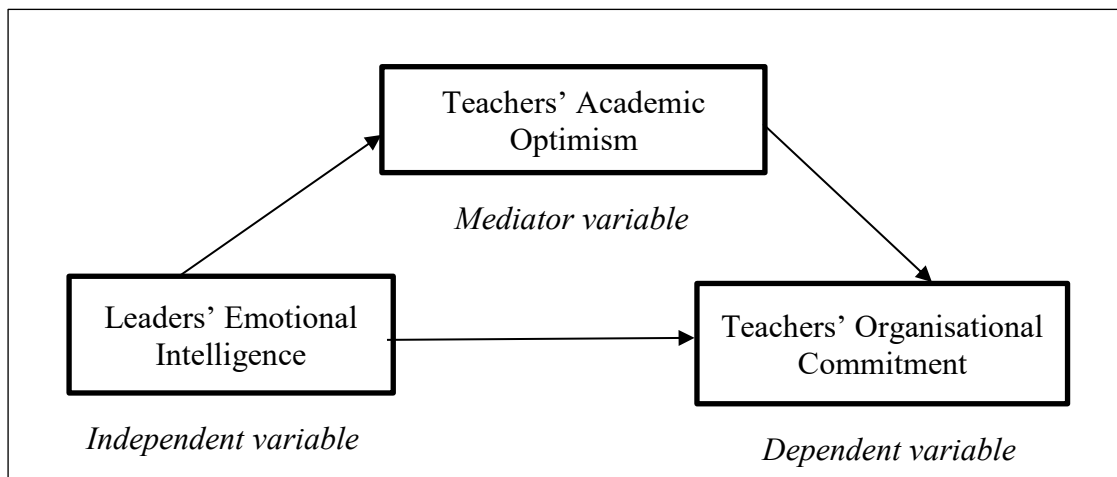 Teachers’ Academic
Optimism
Mediator variable
Leaders’ Emotional
Intelligence
Independent variable
Teachers’ Organisational
Commitment
Dependent variable